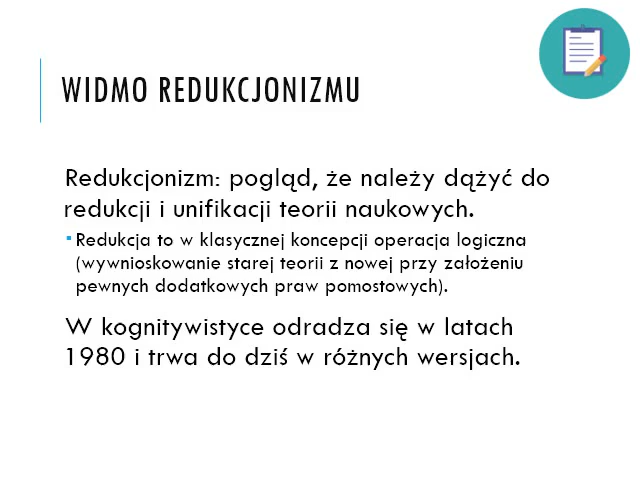 WIDMO REDUKCJONIZMU
Redukcjonizm: pogląd, że należy dążyć do
redukcji i unifikacji teorii naukowych.
Redukcja to w klasycznej koncepcji operacja logiczna
(wywnioskowanie starej teorii z nowej przy założeniu
pewnych dodatkowych praw pomostowych).
W kognitywistyce odradza się w latach
1980 i trwa do dziś w różnych wersjach.